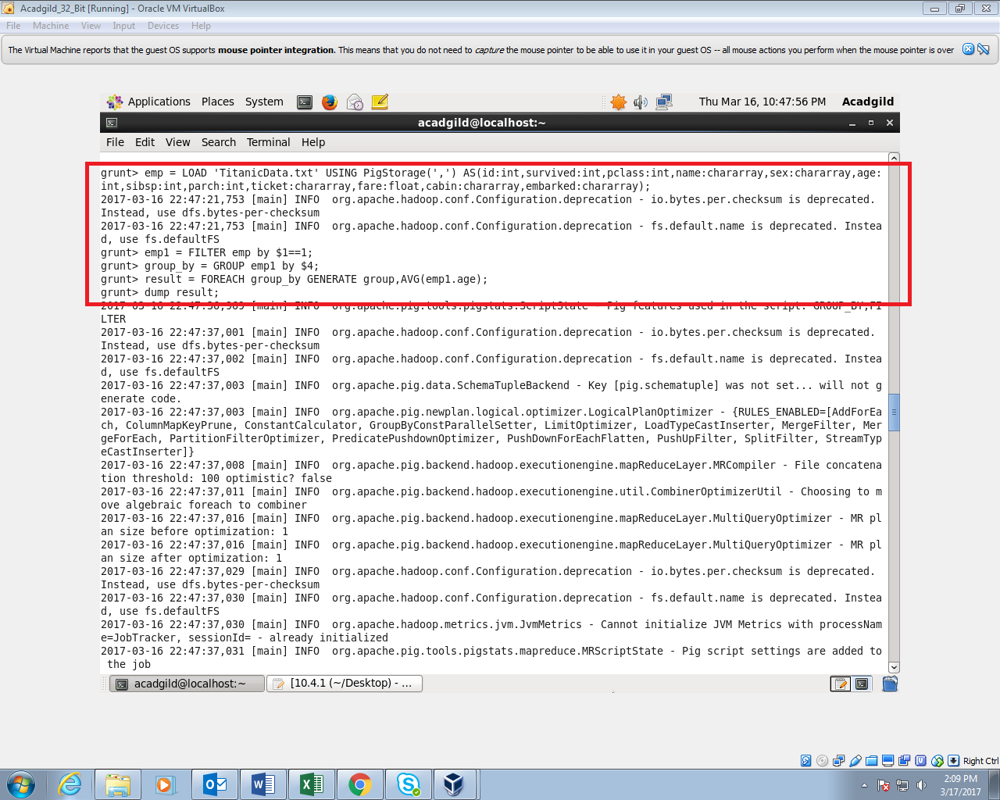 Acadgild_32_Bit [Running] - Oracle VM VirtualBox
File Machine View Input Devices Help
The Virtual Machine reports that the guest OS supports mouse pointer integration. This means that you do not need to capture the mouse pointer to be able to use it in your guest OS -- all mouse actions you perform when the mouse pointer is over
Applications Places System Thu Mar 16, 10:47:56 PM Acadgild
acadgild@localhost:~
File Edit View Search Terminal Help
grunt> emp = LOAD 'TitanicData.txt' USING PigStorage(',') AS(id:int,survived:int,pclass:int,name:chararray,sex:chararray,age:
int,sibsp:int,parch:int,ticket:chararray,fare:float,cabin:chararray,embarked:chararray);
2017-03-16 22:47:21,753 [main] INFO  org.apache.hadoop.conf.Configuration.deprecation - io.bytes.per.checksum is deprecated.
Instead, use dfs.bytes-per-checksum
2017-03-16 22:47:21,753 [main] INFO  org.apache.hadoop.conf.Configuration.deprecation - fs.default.name is deprecated. Instea
d, use fs.defaultFS
grunt> emp1 = FILTER emp by $1==1;
grunt> group_by = GROUP emp1 by $4;
grunt> result = FOREACH group_by GENERATE group,AVG(emp1.age);
grunt> dump result;
2017-03-16 22:47:36,969 [main] INFO  org.apache.pig.tools.pigstats.ScriptState - Pig features used in the script: GROUP_BY,FI
LTER
2017-03-16 22:47:37,001 [main] INFO  org.apache.hadoop.conf.Configuration.deprecation - io.bytes.per.checksum is deprecated.
Instead, use dfs.bytes-per-checksum
2017-03-16 22:47:37,002 [main] INFO  org.apache.hadoop.conf.Configuration.deprecation - fs.default.name is deprecated. Instea
d, use fs.defaultFS
2017-03-16 22:47:37,003 [main] INFO  org.apache.pig.data.SchemaTupleBackend - Key [pig.schematuple] was not set... will not g
enerate code.
2017-03-16 22:47:37,003 [main] INFO  org.apache.pig.newplan.logical.optimizer.LogicalPlanOptimizer - {RULES_ENABLED=[AddForEa
ch, ColumnMapKeyPrune, ConstantCalculator, GroupByConstParallelSetter, LimitOptimizer, LoadTypeCastInserter, MergeFilter, Mer
geForEach, PartitionFilterOptimizer, PredicatePushdownOptimizer, PushDownForEachFlatten, PushUpFilter, SplitFilter, StreamTyp
eCastInserter]}
2017-03-16 22:47:37,008 [main] INFO  org.apache.pig.backend.hadoop.executionengine.mapReduceLayer.MRCompiler - File concatena
tion threshold: 100 optimistic? false
2017-03-16 22:47:37,011 [main] INFO  org.apache.pig.backend.hadoop.executionengine.util.CombinerOptimizerUtil - Choosing to m
ove algebraic foreach to combiner
2017-03-16 22:47:37,016 [main] INFO  org.apache.pig.backend.hadoop.executionengine.mapReduceLayer.MultiQueryOptimizer - MR pl
an size before optimization: 1
2017-03-16 22:47:37,016 [main] INFO  org.apache.pig.backend.hadoop.executionengine.mapReduceLayer.MultiQueryOptimizer - MR pl
an size after optimization: 1
2017-03-16 22:47:37,029 [main] INFO  org.apache.hadoop.conf.Configuration.deprecation - io.bytes.per.checksum is deprecated.
Instead, use dfs.bytes-per-checksum
2017-03-16 22:47:37,030 [main] INFO  org.apache.hadoop.conf.Configuration.deprecation - fs.default.name is deprecated. Instea
d, use fs.defaultFS
2017-03-16 22:47:37,030 [main] INFO  org.apache.hadoop.metrics.jvm.JvmMetrics - Cannot initialize JVM Metrics with processNam
e=JobTracker, sessionId= - already initialized
2017-03-16 22:47:37,031 [main] INFO  org.apache.pig.tools.pigstats.mapreduce.MRScriptState - Pig script settings are added to
the job
acadgild@localhost:~ [10.4.1 (~/Desktop) - ...
Right Ctrl
2:09 PM
3/17/2017